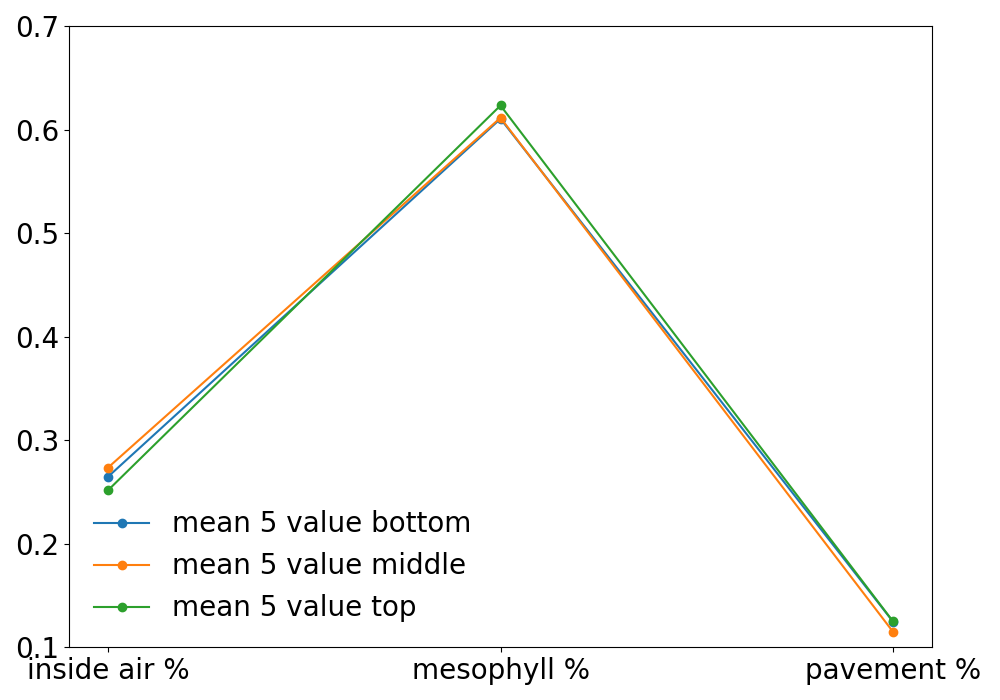 0.7
0.6
0.5
0.4
0.3
0.2
0.1
mean 5 value bottom
mean 5 value middle
mean 5 value top
inside air %
mesophyll %
pavement %